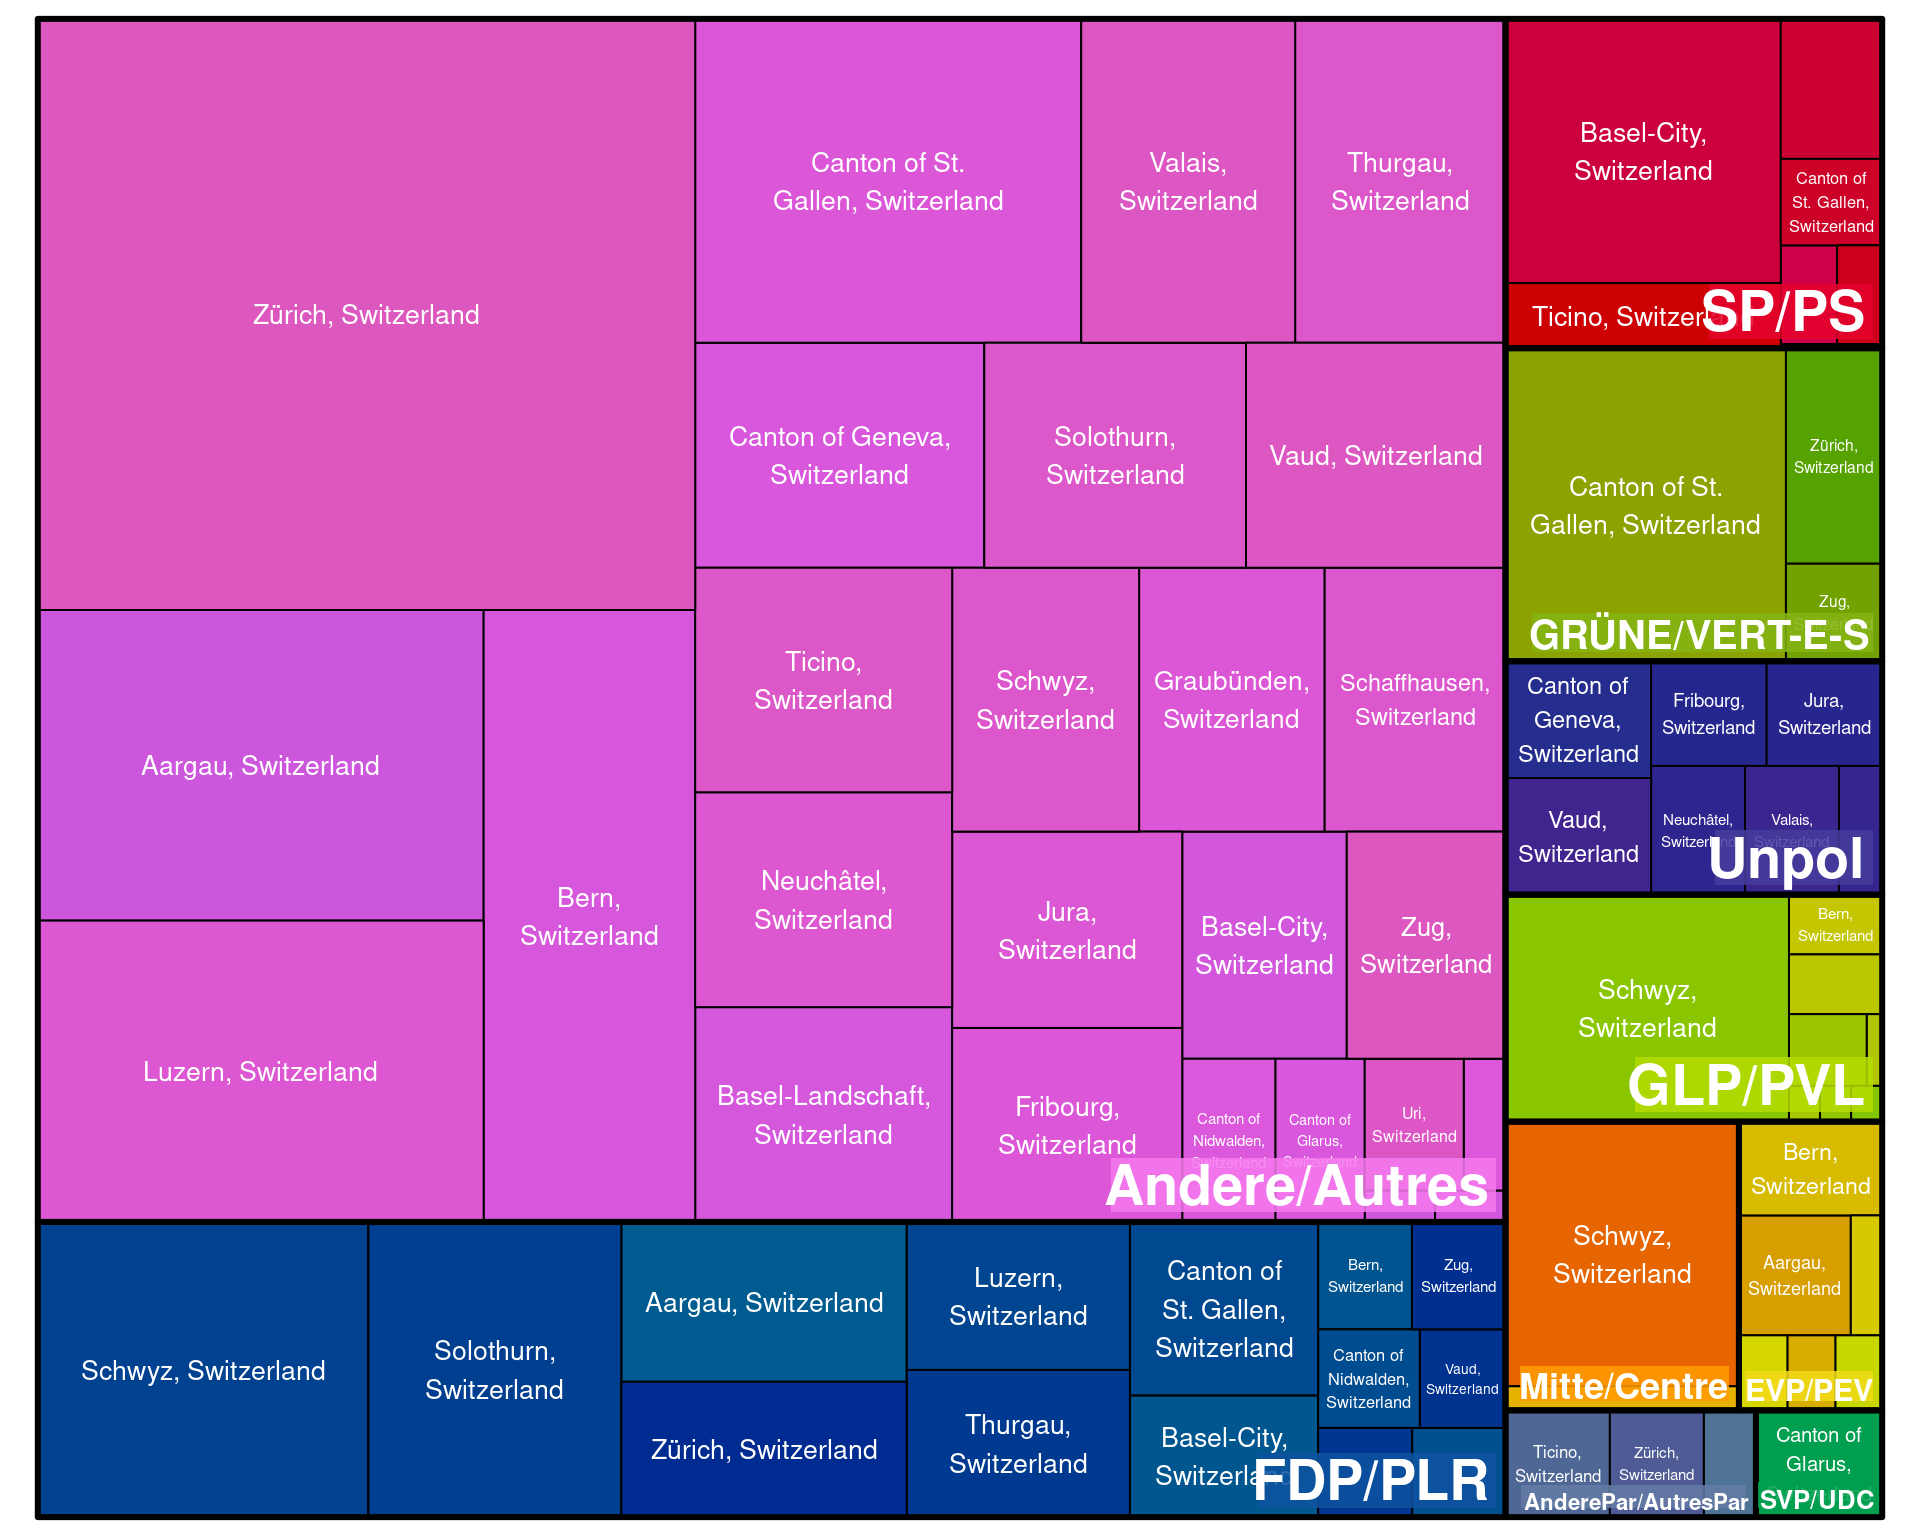 Zürich, Switzerland
Canton of St.
Gallen, Switzerland
Valais,
Switzerland
Thurgau,
Switzerland
Canton of Geneva,
Switzerland
Solothurn,
Switzerland
Vaud, Switzerland
Aargau, Switzerland
Bern,
Switzerland
Luzern, Switzerland
Ticino,
Switzerland
Schwyz,
Switzerland
Graubünden,
Switzerland
Schaffhausen,
Switzerland
Neuchâtel,
Switzerland
Jura,
Switzerland
Basel-City,
Switzerland
Zug,
Switzerland
Basel-Landschaft,
Switzerland
Fribourg,
Switzerland
Canton of
Nidwalden,
Switzerland
Canton of
Glarus,
Switzerland
Uri,
Switzerland
Andere/Autres
Schwyz, Switzerland
Solothurn,
Switzerland
Aargau, Switzerland
Zürich, Switzerland
Luzern,
Switzerland
Thurgau,
Switzerland
Canton of
St. Gallen,
Switzerland
Basel-City,
Switzerland
Bern,
Switzerland
Zug,
Switzerland
Canton of
Nidwalden,
Switzerland
Vaud,
Switzerland
FDP/PLR
Basel-City,
Switzerland
Canton of
St. Gallen,
Switzerland
Ticino, Switzerland
SP/PS
Canton of St.
Gallen, Switzerland
Zürich,
Switzerland
Zug,
Switzerland
GRÜNE/VERT-E-S
Canton of
Geneva,
Switzerland
Fribourg,
Switzerland
Jura,
Switzerland
Vaud,
Switzerland
Neuchâtel,
Switzerland
Valais,
Switzerland
Unpol
Schwyz,
Switzerland
Bern,
Switzerland
GLP/PVL
Schwyz,
Switzerland
Mitte/Centre
Bern,
Switzerland
Aargau,
Switzerland
EVP/PEV
Ticino,
Switzerland
Zürich,
Switzerland
AnderePar/AutresPar
Canton of
Glarus,
SVP/UDC